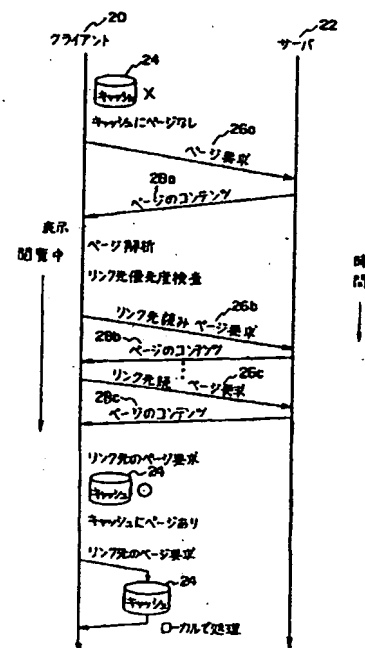 20
クライアント
22
サーバ
24
キャッシュ ×
キャッシュにページなし
26a
ページ要求
28a
ページのコンテンツ
表示
閲覧中
ページ解析
リンク先優先度検査
時間
26b
リンク先読み ページ要求
28b
ページのコンテンツ
26c
リンク先読 ページ要求
28c
ページのコンテンツ
リンク先のページ要求
24
キャッシュ ○
キャッシュにページあり
リンク先のページ要求
24
キャッシュ
ローカルで処理